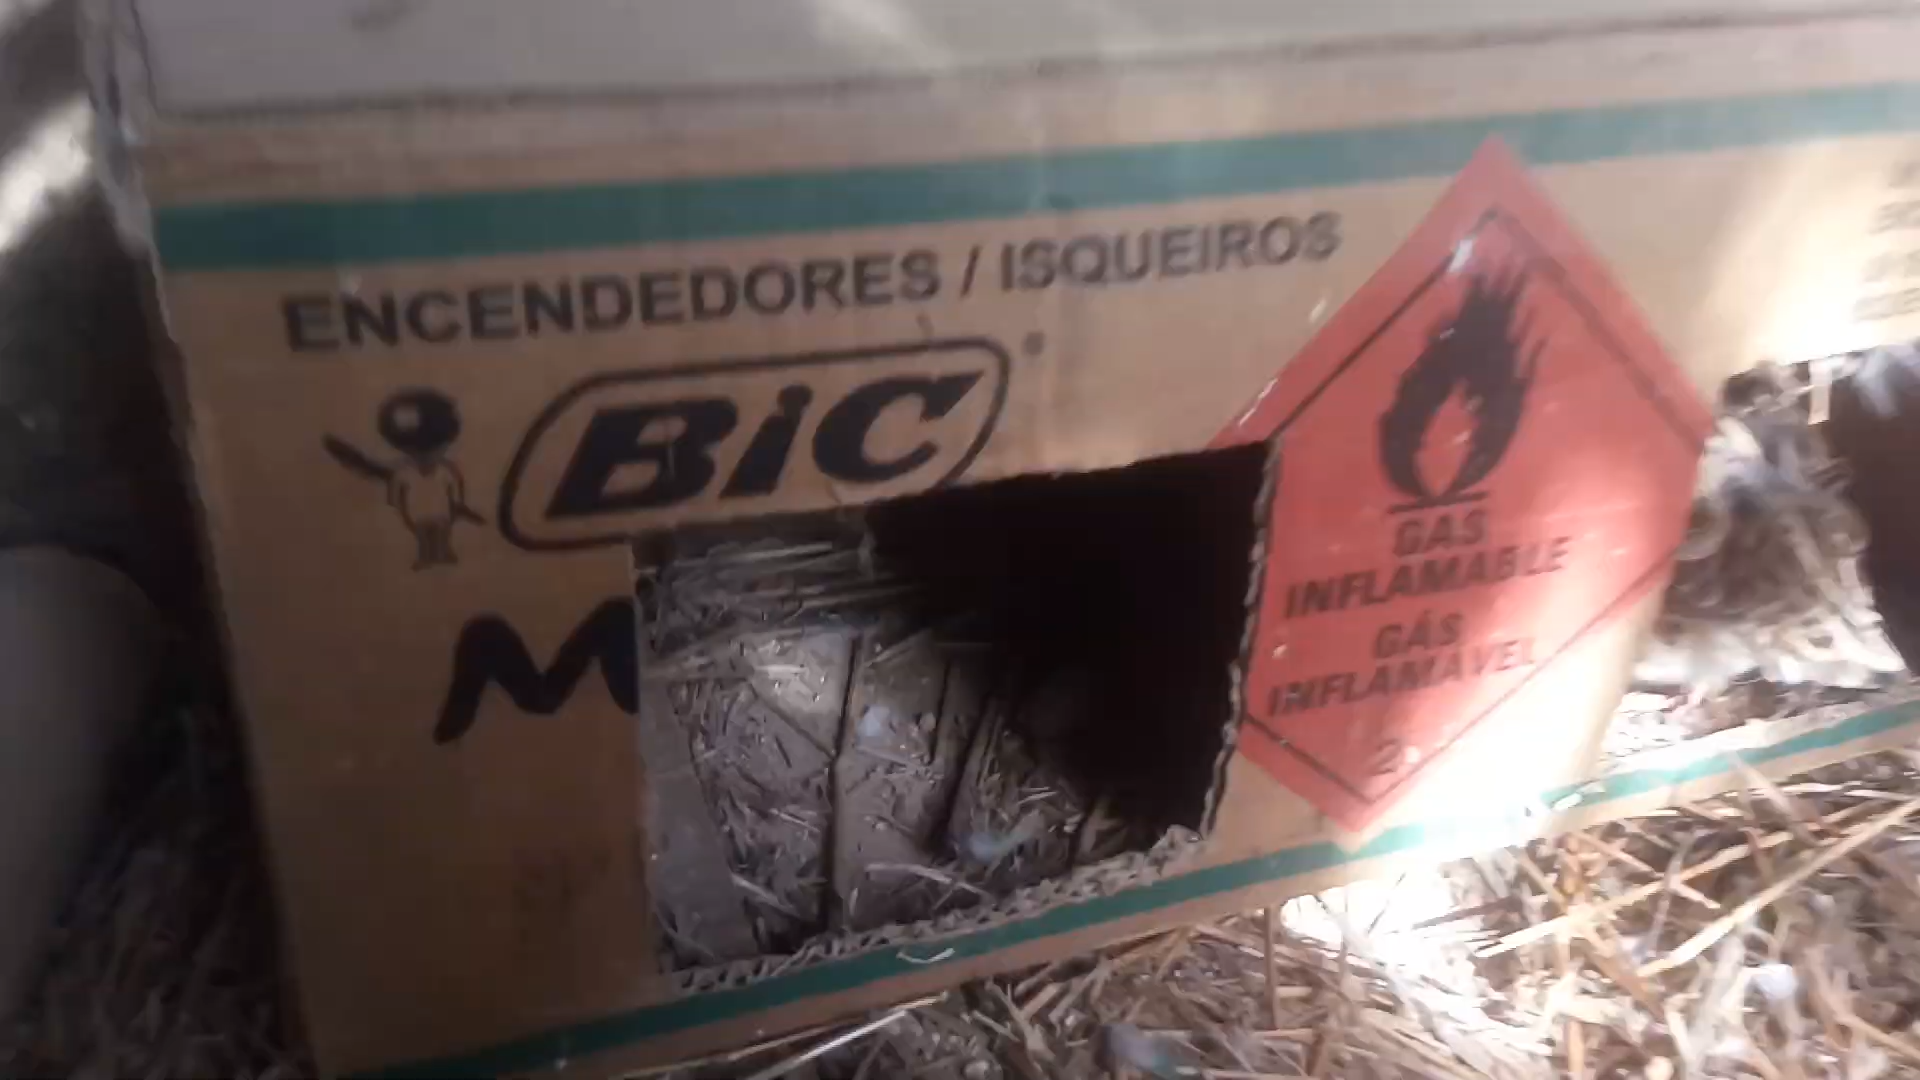 ENCENDEDORES / ISQUEIROS
BIC
M
GAS
INFLAMABLE
GÁS
INFLAMAVEL
2